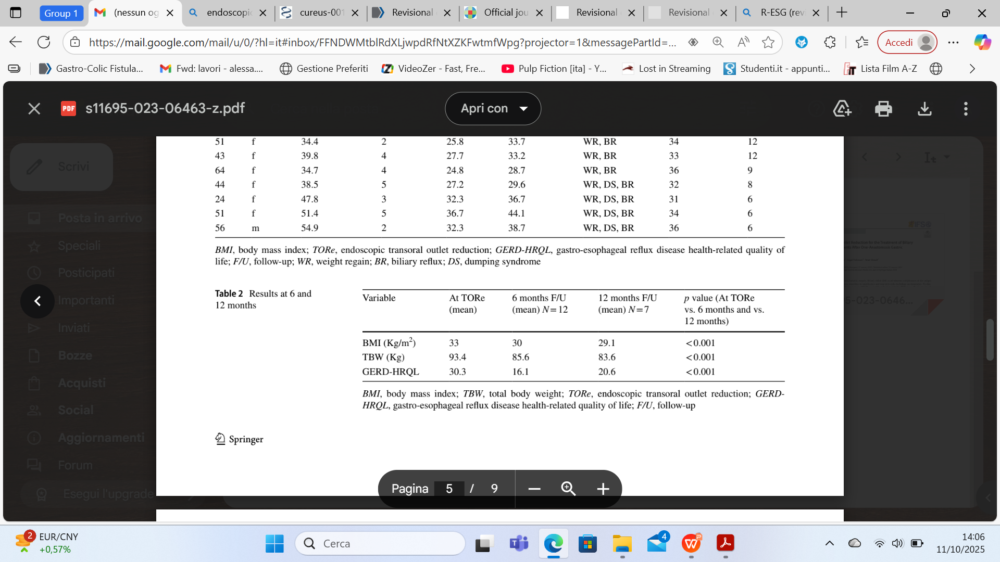 Group 1
(nessun og
endoscopic
cureus-001
Revisional
Official jou
Revisional
Revisional
R-ESG (rev
https://mail.google.com/mail/u/0/?hl=it#inbox/FFNDWMtblRdXLjwpdRfNtXZKFwtmfWpg?projector=1&messagePartId=...
Accedi
Gastro-Colic Fistula...
Fwd: lavori - alessa....
Gestione Preferiti
VideoZer - Fast, Fre...
Pulp Fiction [ita] - Y...
Lost in Streaming
Studenti.it - appunti...
Lista Film A-Z
PDF s11695-023-06463-z.pdf
Apri con
Scrivi
Posta in arrivo
Speciali
Posticipati
Importanti
Inviati
Bozze
Acquisti
Social
Aggiornamenti
Forum
Esegui l'upgrade
51 f 34.4 2 25.8 33.7 WR, BR 34 12
43 f 39.8 4 27.7 33.2 WR, BR 33 12
64 f 34.7 4 24.8 28.7 WR, BR 36 9
44 f 38.5 5 27.2 29.6 WR, DS, BR 32 8
24 f 47.8 3 32.3 36.7 WR, DS, BR 31 6
51 f 51.4 5 36.7 44.1 WR, DS, BR 34 6
56 m 54.9 2 32.3 38.7 WR, DS, BR 36 6
BMI, body mass index; TORe, endoscopic transoral outlet reduction; GERD-HRQL, gastro-esophageal reflux disease health-related quality of
life; F/U, follow-up; WR, weight regain; BR, biliary reflux; DS, dumping syndrome
Table 2 Results at 6 and
12 months
Variable At TORe 6 months F/U 12 months F/U p value (At TORe
(mean) (mean) N=12 (mean) N=7 vs. 6 months and vs.
12 months)
BMI (Kg/m²) 33 30 29.1 <0.001
TBW (Kg) 93.4 85.6 83.6 <0.001
GERD-HRQL 30.3 16.1 20.6 <0.001
BMI, body mass index; TBW, total body weight; TORe, endoscopic transoral outlet reduction; GERD-
HRQL, gastro-esophageal reflux disease health-related quality of life; F/U, follow-up
Springer
5-023-0646...
Pagina 5 / 9
2
EUR/CNY
+0,57%
Cerca
4
14:06
11/10/2025